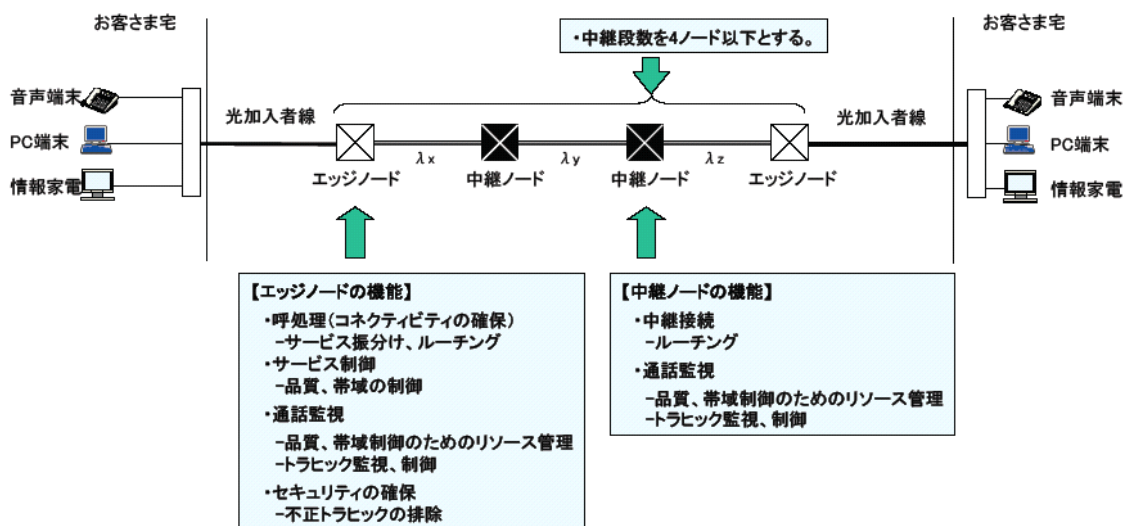 お客さま宅
お客さま宅
・中継段数を4ノード以下とする。
音声端末
PC端末
情報家電
光加入者線
λx
λy
λz
光加入者線
エッジノード
中継ノード
中継ノード
エッジノード
音声端末
PC端末
情報家電
【エッジノードの機能】
・呼処理(コネクティビティの確保)
-サービス振分け、ルーチング
・サービス制御
-品質、帯域の制御
・通話監視
-品質、帯域制御のためのリソース管理
-トラヒック監視、制御
・セキュリティの確保
-不正トラヒックの排除
【中継ノードの機能】
・中継接続
-ルーチング
・通話監視
-品質、帯域制御のためのリソース管理
-トラヒック監視、制御